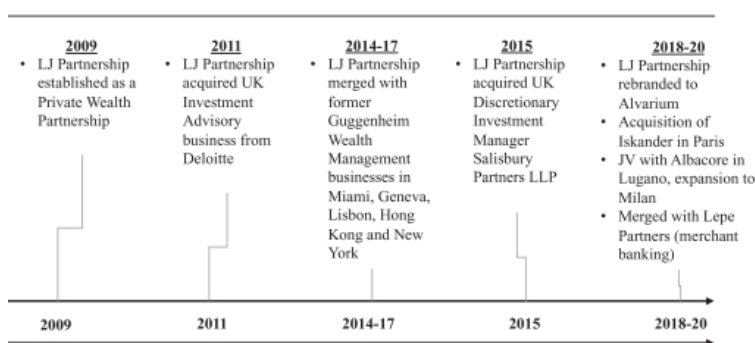 2009
• LJ Partnership
established as a
Private Wealth
Partnership
2011
• LJ Partnership
acquired UK
Investment
Advisory
business from
Deloitte
2014-17
• LJ Partnership
merged with
former
Guggenheim
Wealth
Management
businesses in
Miami, Geneva,
Lisbon, Hong
Kong and New
York
2015
• LJ Partnership
acquired UK
Discretionary
Investment
Manager
Salisbury
Partners LLP
2018-20
• LJ Partnership
rebranded to
Alvarium
• Acquisition of
Iskander in Paris
• JV with Albacore in
Lugano, expansion to
Milan
• Merged with Lepe
Partners (merchant
banking)
2009
2011
2014-17
2015
2018-20